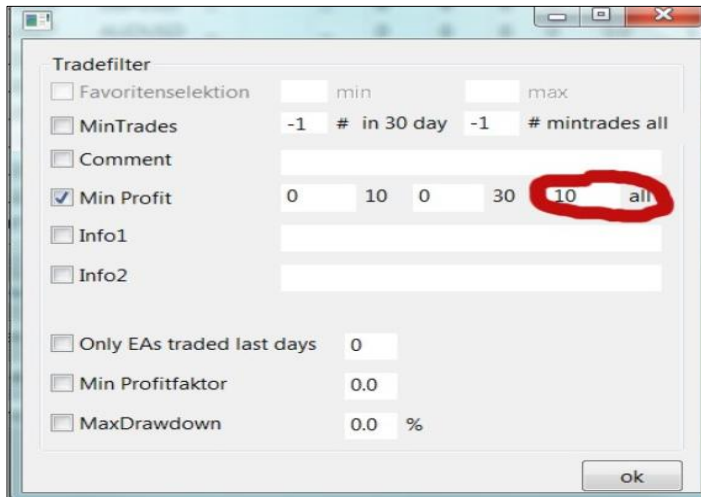 Tradefilter
Favoritenselektion min max
MinTrades -1 # in 30 day -1 # mintrades all
Comment
Min Profit 0 10 0 30 10 all
Info1
Info2
Only EAs traded last days 0
Min Profitfaktor 0.0
MaxDrawdown 0.0 %
ok